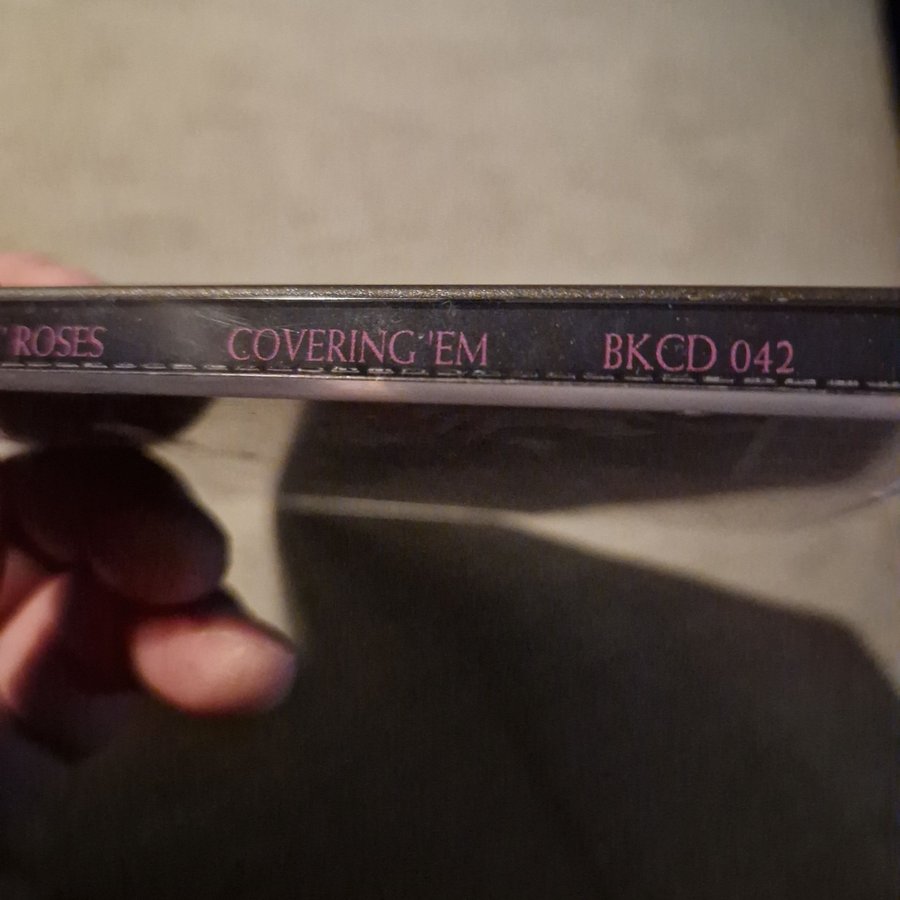 ' ROSES COVERING 'EM BKCD 042